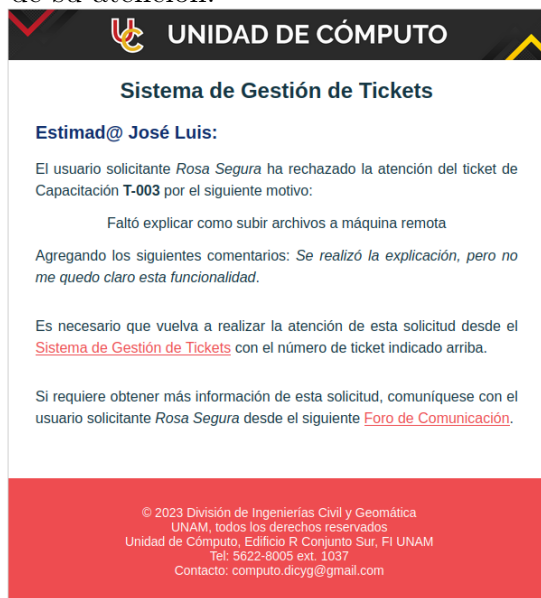 de su atención.
UC UNIDAD DE CÓMPUTO
Sistema de Gestión de Tickets
Estimad@ José Luis:
El usuario solicitante Rosa Segura ha rechazado la atención del ticket de
Capacitación T-003 por el siguiente motivo:
Faltó explicar como subir archivos a máquina remota
Agregando los siguientes comentarios: Se realizó la explicación, pero no
me quedo claro esta funcionalidad.
Es necesario que vuelva a realizar la atención de esta solicitud desde el
Sistema de Gestión de Tickets con el número de ticket indicado arriba.
Si requiere obtener más información de esta solicitud, comuníquese con el
usuario solicitante Rosa Segura desde el siguiente Foro de Comunicación.
© 2023 División de Ingenierías Civil y Geomática
UNAM, todos los derechos reservados
Unidad de Cómputo, Edificio R Conjunto Sur, FI UNAM
Tel: 5622-8005 ext. 1037
Contacto: computo.dicyg@gmail.com